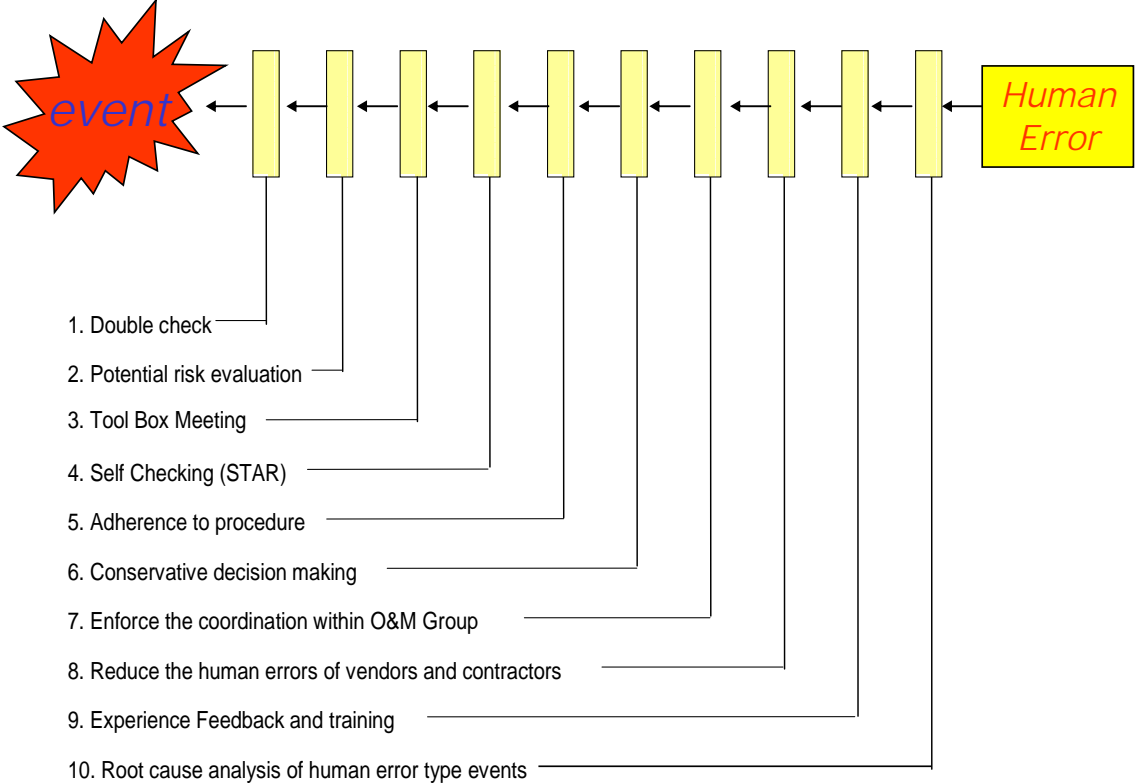 event
Human
Error
1. Double check
2. Potential risk evaluation
3. Tool Box Meeting
4. Self Checking (STAR)
5. Adherence to procedure
6. Conservative decision making
7. Enforce the coordination within O&M Group
8. Reduce the human errors of vendors and contractors
9. Experience Feedback and training
10. Root cause analysis of human error type events